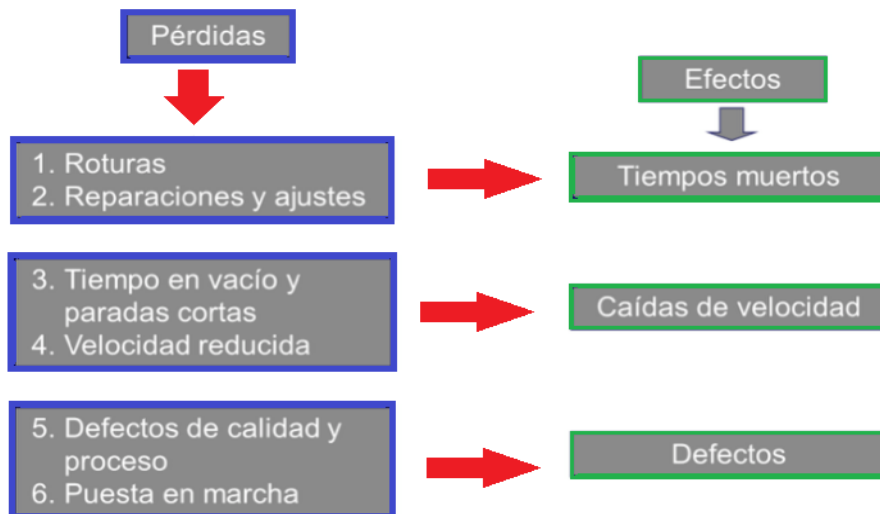 Pérdidas
Efectos
1. Roturas
2. Reparaciones y ajustes
Tiempos muertos
3. Tiempo en vacío y
paradas cortas
4. Velocidad reducida
Caídas de velocidad
5. Defectos de calidad y
proceso
6. Puesta en marcha
Defectos